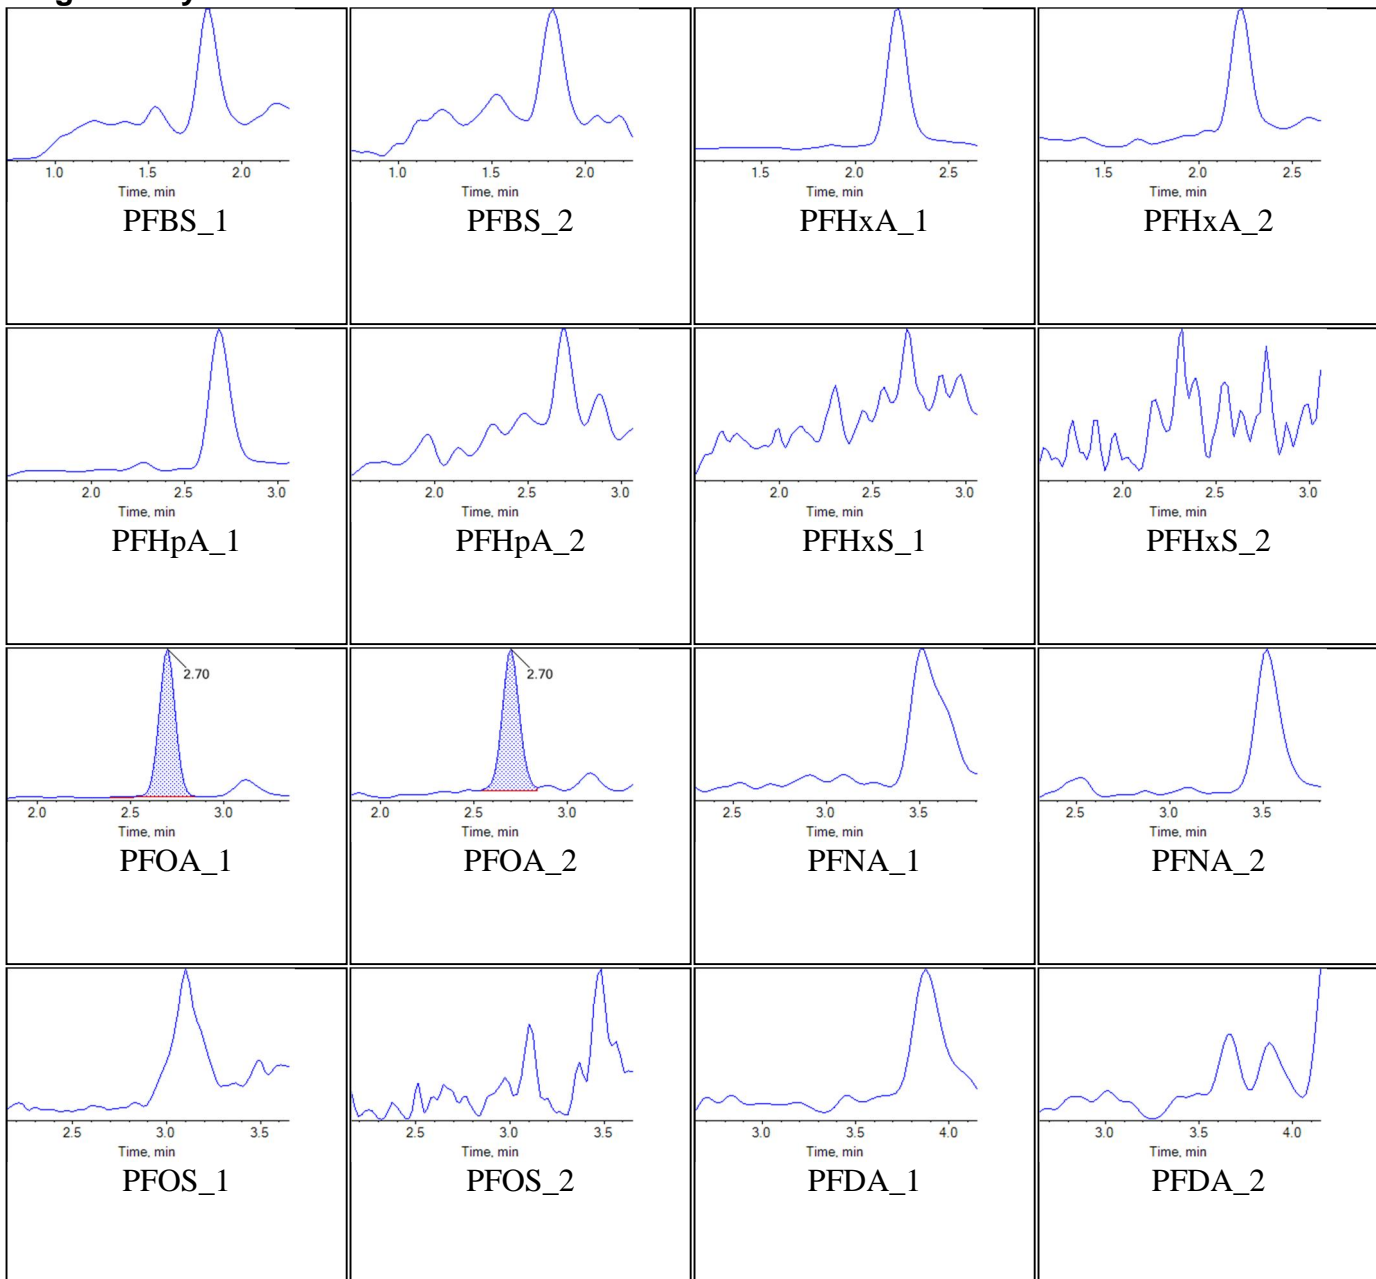 1.0 1.5 2.0
Time, min
PFBS_1
1.0 1.5 2.0
Time, min
PFBS_2
1.5 2.0 2.5
Time, min
PFHxA_1
1.5 2.0 2.5
Time, min
PFHxA_2
2.0 2.5 3.0
Time, min
PFHpA_1
2.0 2.5 3.0
Time, min
PFHpA_2
2.0 2.5 3.0
Time, min
PFHxS_1
2.0 2.5 3.0
Time, min
PFHxS_2
2.70
2.0 2.5 3.0
Time, min
PFOA_1
2.70
2.0 2.5 3.0
Time, min
PFOA_2
2.5 3.0 3.5
Time, min
PFNA_1
2.5 3.0 3.5
Time, min
PFNA_2
2.5 3.0 3.5
Time, min
PFOS_1
2.5 3.0 3.5
Time, min
PFOS_2
3.0 3.5 4.0
Time, min
PFDA_1
3.0 3.5 4.0
Time, min
PFDA_2